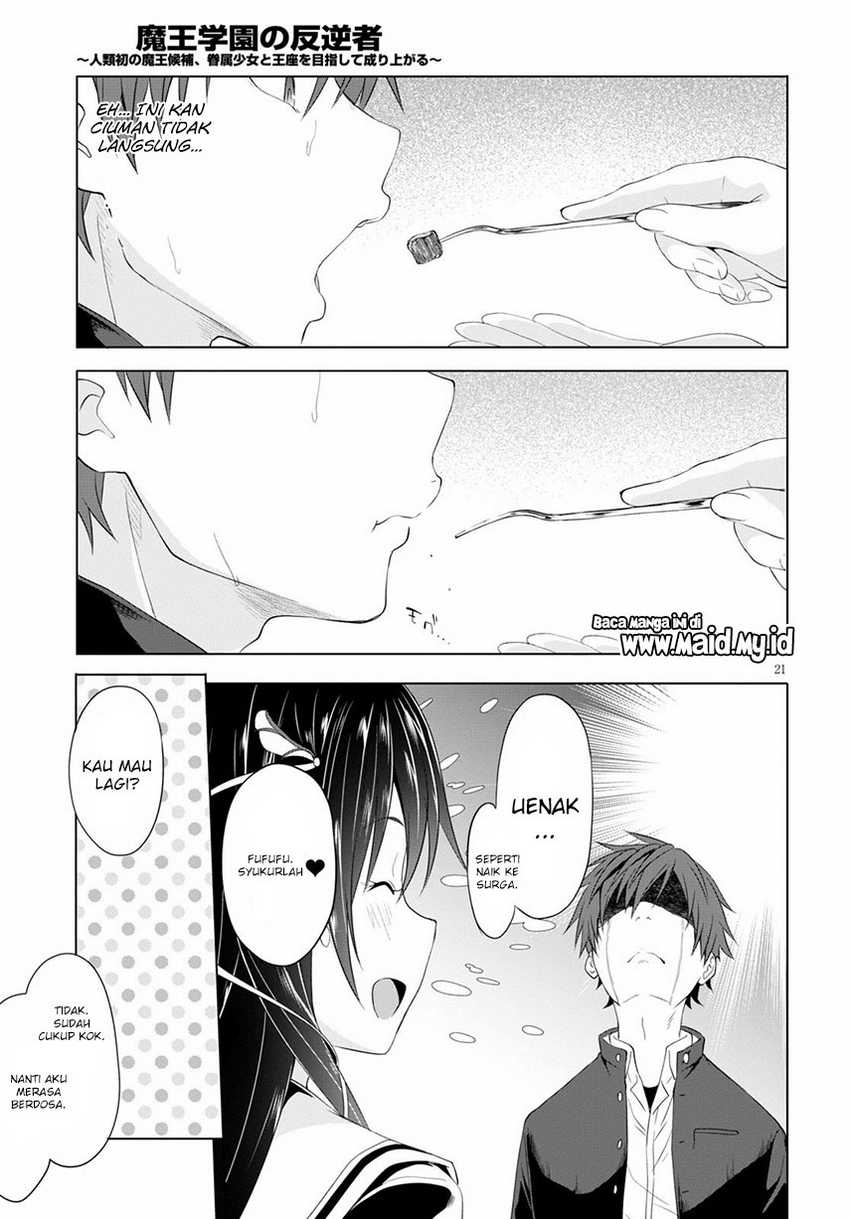 魔王学園の反逆者
～人類初の魔王候補、眷属少女と王座を目指して成り上がる～
EH... INI KAN
CIUMAN TIDAK
LANGSUNG...
モグ...
Baca Manga ini di
www.Maid.My.id
21
UENAK
...
SEPERTI
NAIK KE
SURGA.
FUFUFU.
SYUKURLAH ♥
KAU MAU
LAGI?
TIDAK.
SUDAH
CUKUP KOK.
NANTI AKU
MERASA
BERDOSA.